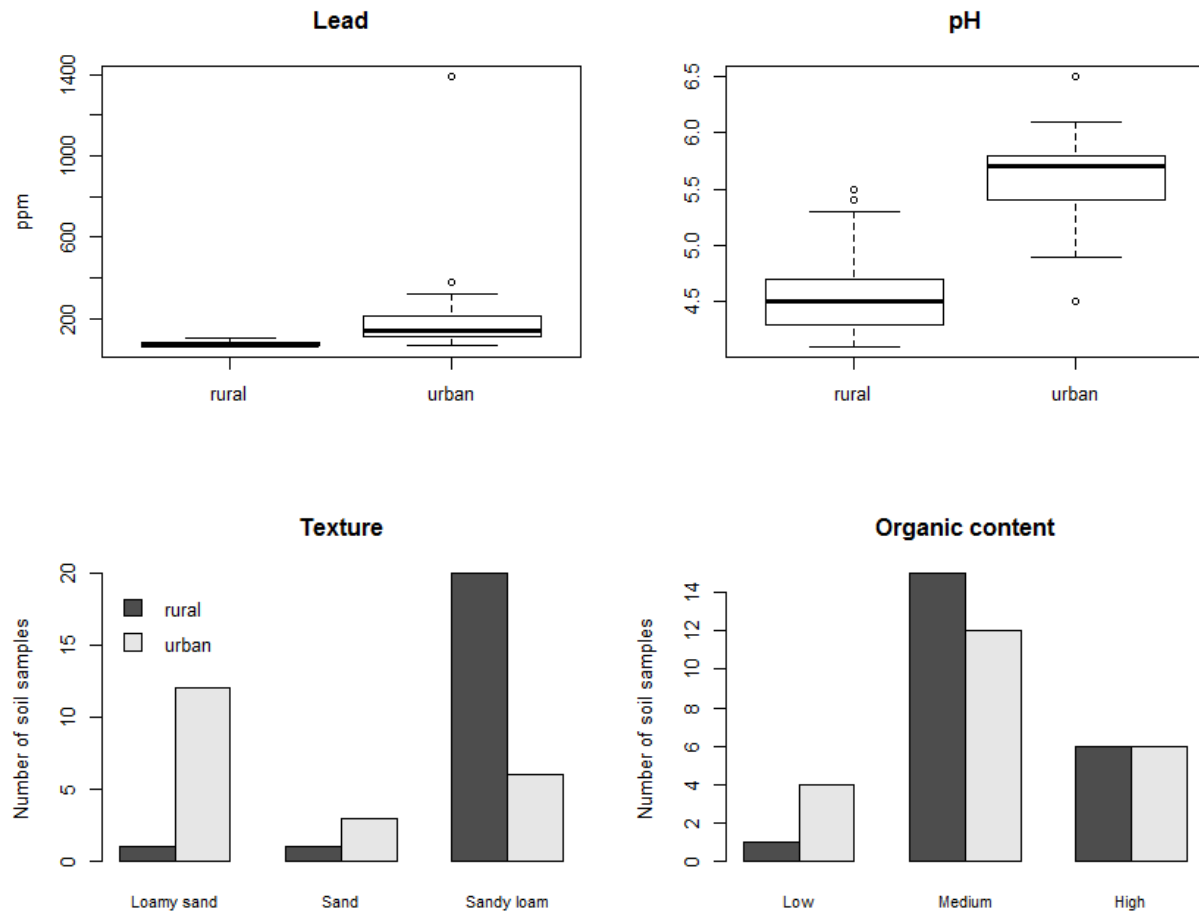 Lead
ppm
1400
1000
600
200
rural urban
pH
6.5
6.0
5.5
5.0
4.5
rural urban
Texture
Number of soil samples
20
15
10
5
0
rural
urban
Loamy sand Sand Sandy loam
Organic content
Number of soil samples
14
12
10
8
6
4
2
0
Low Medium High